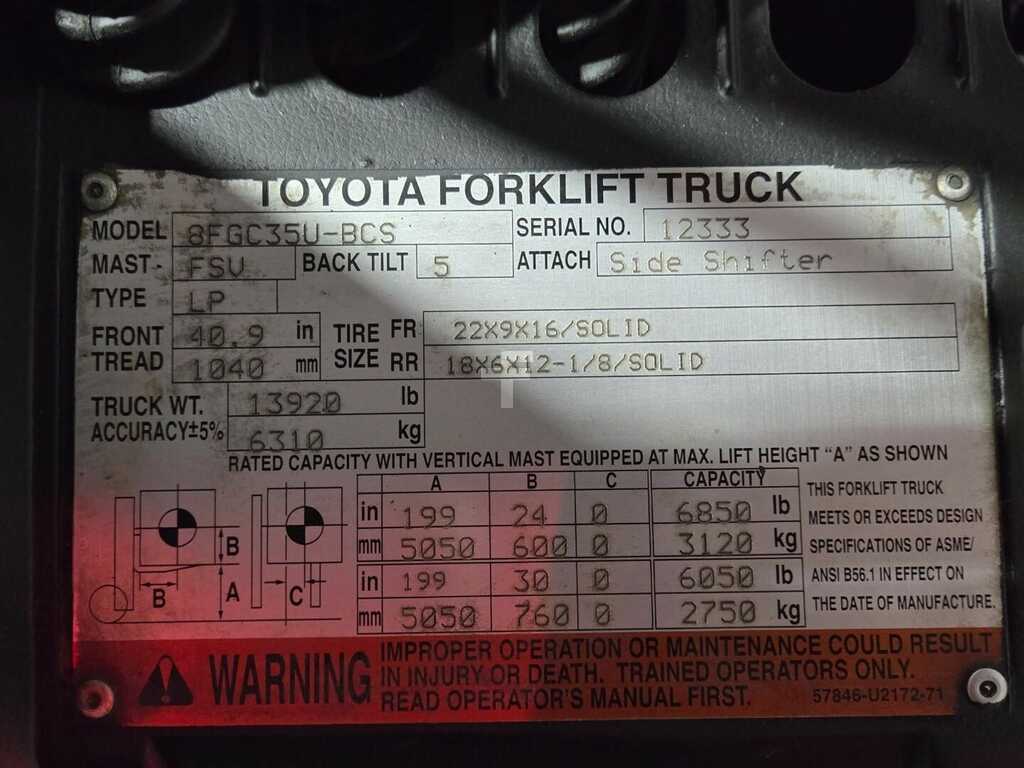 TOYOTA FORKLIFT TRUCK
MODEL 8FGC35U-BCS SERIAL NO. 12333
MAST FSV BACK TILT 5 ATTACH Side Shifter
TYPE LP
FRONT TREAD 40.9 in 1040 mm
TIRE SIZE FR 22X9X16/SOLID
RR 18X6X12-1/8/SOLID
TRUCK WT. 13920 lb
ACCURACY±5% 6310 kg
RATED CAPACITY WITH VERTICAL MAST EQUIPPED AT MAX. LIFT HEIGHT "A" AS SHOWN
A B C CAPACITY
in 199 24 0 6850 lb
mm 5050 600 0 3120 kg
in 199 30 0 6050 lb
mm 5050 760 0 2750 kg
B A B C
THIS FORKLIFT TRUCK
MEETS OR EXCEEDS DESIGN
SPECIFICATIONS OF ASME/
ANSI B56.1 IN EFFECT ON
THE DATE OF MANUFACTURE.
WARNING
IMPROPER OPERATION OR MAINTENANCE COULD RESULT
IN INJURY OR DEATH. TRAINED OPERATORS ONLY.
READ OPERATOR'S MANUAL FIRST. 57846-U2172-71